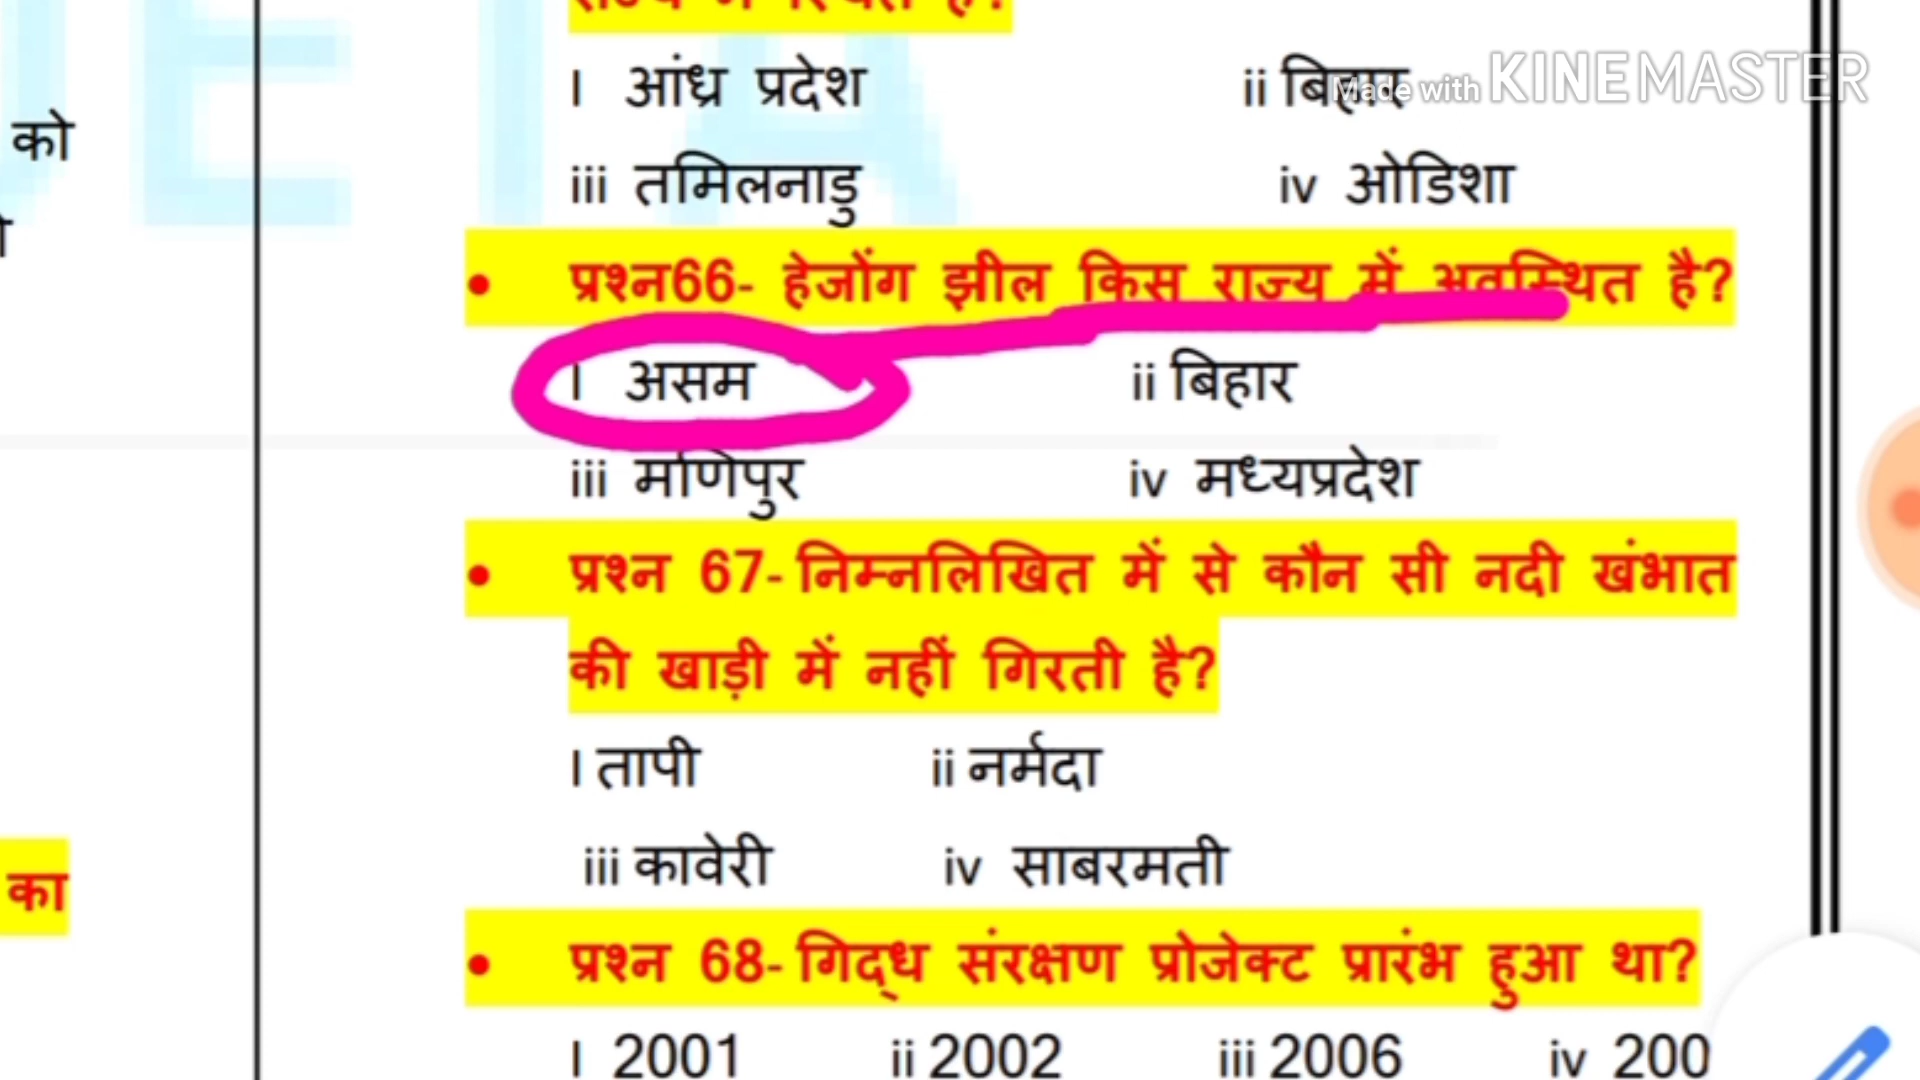 को
का
I आंध्र प्रदेश ii बिहार
Made with KINEMASTER
iii तमिलनाडु iv ओडिशा
• प्रश्न66- हेजोंग झील किस राज्य में अवस्थित है?
I असम ii बिहार
iii मणिपुर iv मध्यप्रदेश
• प्रश्न 67- निम्नलिखित में से कौन सी नदी खंभात
की खाड़ी में नहीं गिरती है?
I तापी ii नर्मदा
iii कावेरी iv साबरमती
• प्रश्न 68- गिद्ध संरक्षण प्रोजेक्ट प्रारंभ हुआ था?
I 2001 ii 2002 iii 2006 iv 200